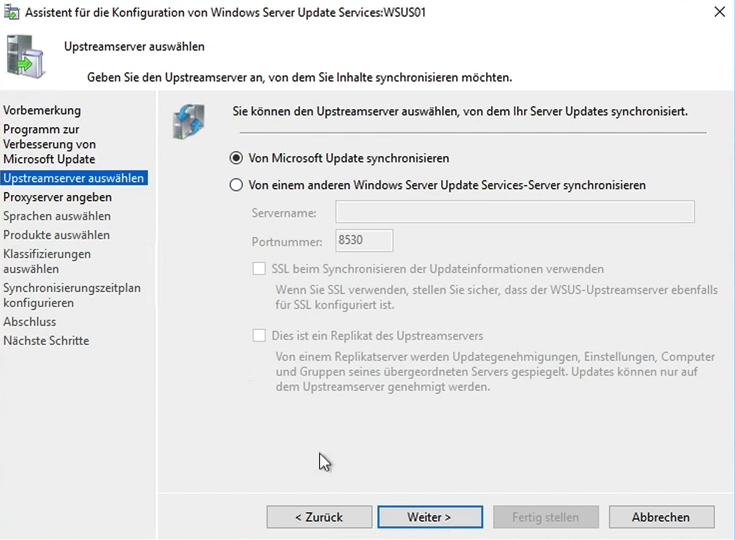 Assistent für die Konfiguration von Windows Server Update Services:WSUS01
Upstreamserver auswählen
Geben Sie den Upstreamserver an, von dem Sie Inhalte synchronisieren möchten.
Vorbemerkung
Programm zur
Verbesserung von
Microsoft Update
Upstreamserver auswählen
Proxyserver angeben
Sprachen auswählen
Produkte auswählen
Klassifizierungen
auswählen
Synchronisierungszeitplan
konfigurieren
Abschluss
Nächste Schritte
Sie können den Upstreamserver auswählen, von dem Ihr Server Updates synchronisiert.
Von Microsoft Update synchronisieren
Von einem anderen Windows Server Update Services-Server synchronisieren
Servername:
Portnummer: 8530
SSL beim Synchronisieren der Updateinformationen verwenden
Wenn Sie SSL verwenden, stellen Sie sicher, dass der WSUS-Upstreamserver ebenfalls
für SSL konfiguriert ist.
Dies ist ein Replikat des Upstreamservers
Von einem Replikatserver werden Updategenehmigungen, Einstellungen, Computer
und Gruppen seines übergeordneten Servers gespiegelt. Updates können nur auf
dem Upstreamserver genehmigt werden.
< Zurück Weiter > Fertig stellen Abbrechen